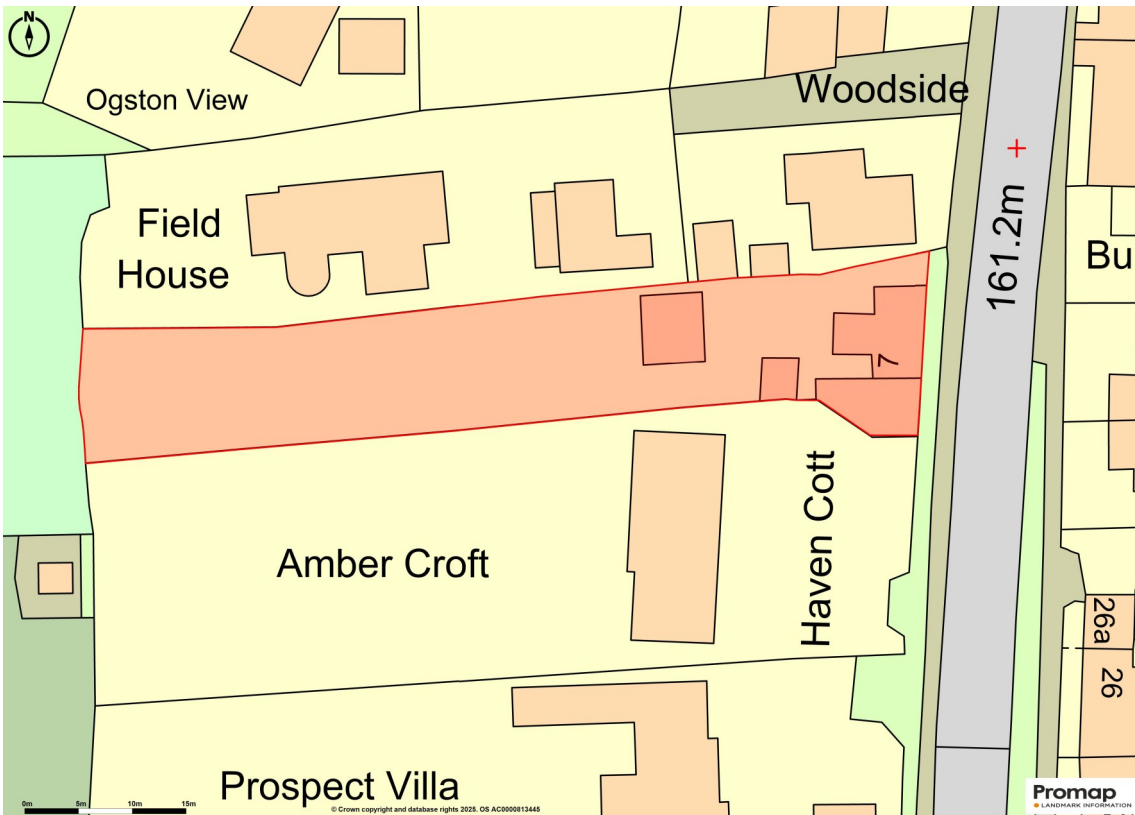 N
Ogston View
Woodside
161.2m
Field
House
Bu
7
Haven Cott
Amber Croft
26a
26
Prospect Villa
0m 5m 10m 15m
© Crown copyright and database rights 2025. OS AC0000813445
Promap
LANDMARK INFORMATION